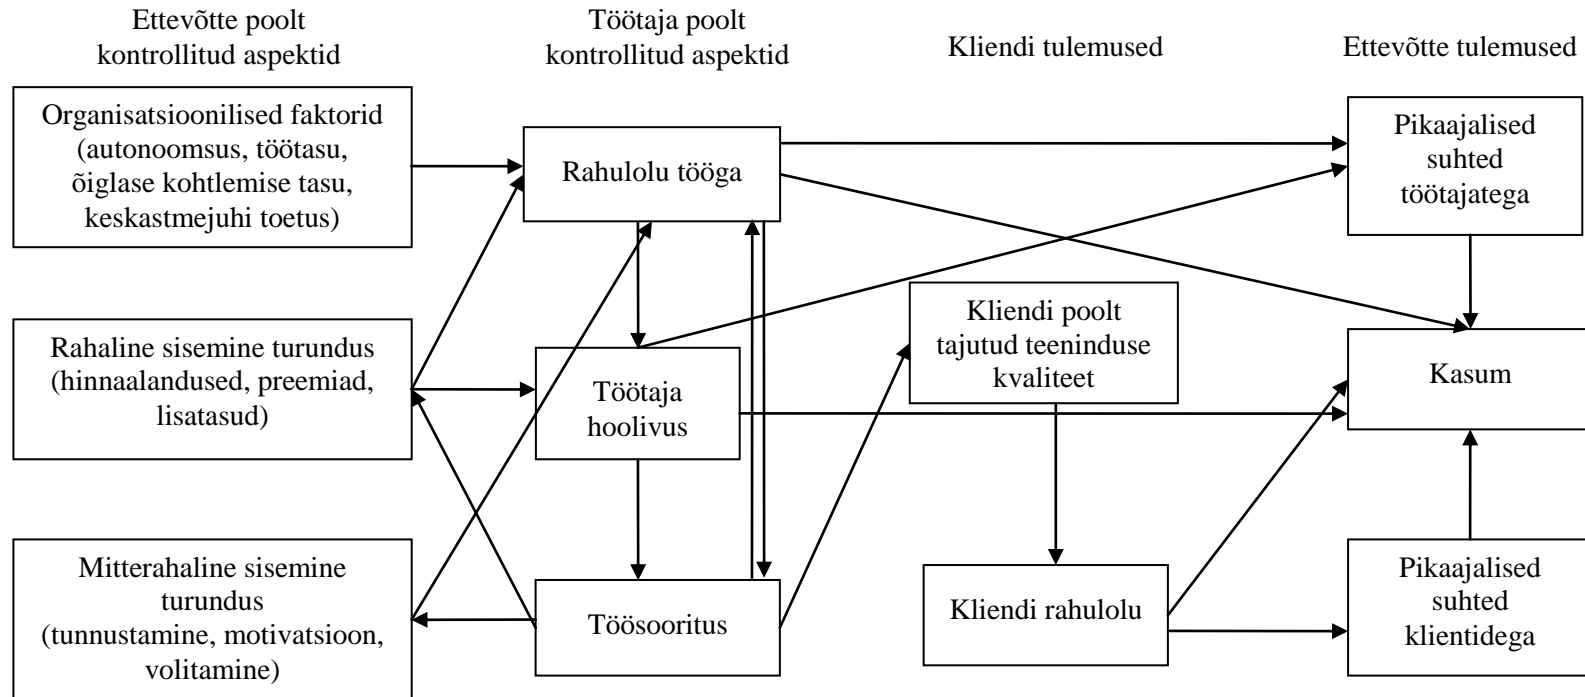 Ettevõtte poolt
kontrollitud aspektid
Töötaja poolt
kontrollitud aspektid
Kliendi tulemused
Ettevõtte tulemused
Organisatsioonilised faktorid
(autonoomsus, töötasu,
õiglase kohtlemise tasu,
keskastmejuhi toetus)
Rahulolu tööga
Pikaajalised
suhted
töötajatega
Rahaline sisemine turundus
(hinnaalandused, preemiad,
lisatasud)
Töötaja
hoolivus
Kliendi poolt
tajutud teeninduse
kvaliteet
Kasum
Mitterahaline sisemine
turundus
(tunnustamine, motivatsioon,
volitamine)
Töösooritus
Kliendi rahulolu
Pikaajalised
suhted
klientidega